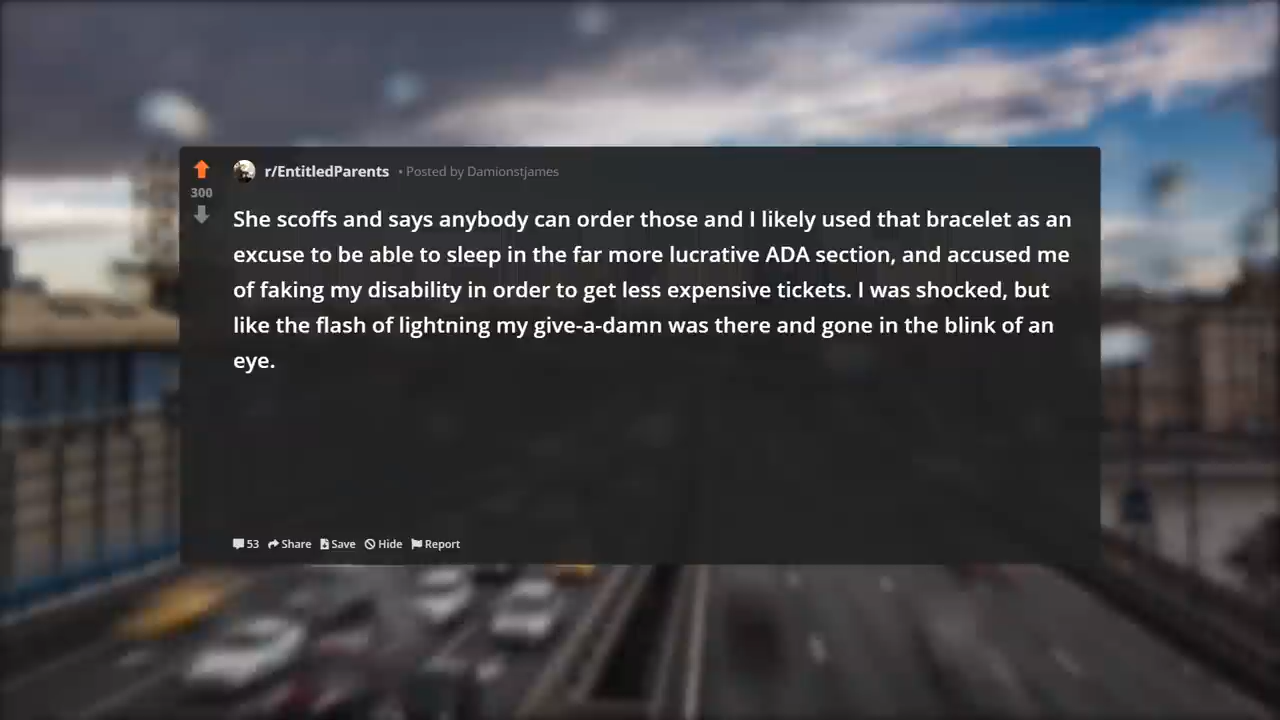 r/EntitledParents • Posted by Damionstjames
300
She scoffs and says anybody can order those and I likely used that bracelet as an
excuse to be able to sleep in the far more lucrative ADA section, and accused me
of faking my disability in order to get less expensive tickets. I was shocked, but
like the flash of lightning my give-a-damn was there and gone in the blink of an
eye.
53 Share Save Hide Report